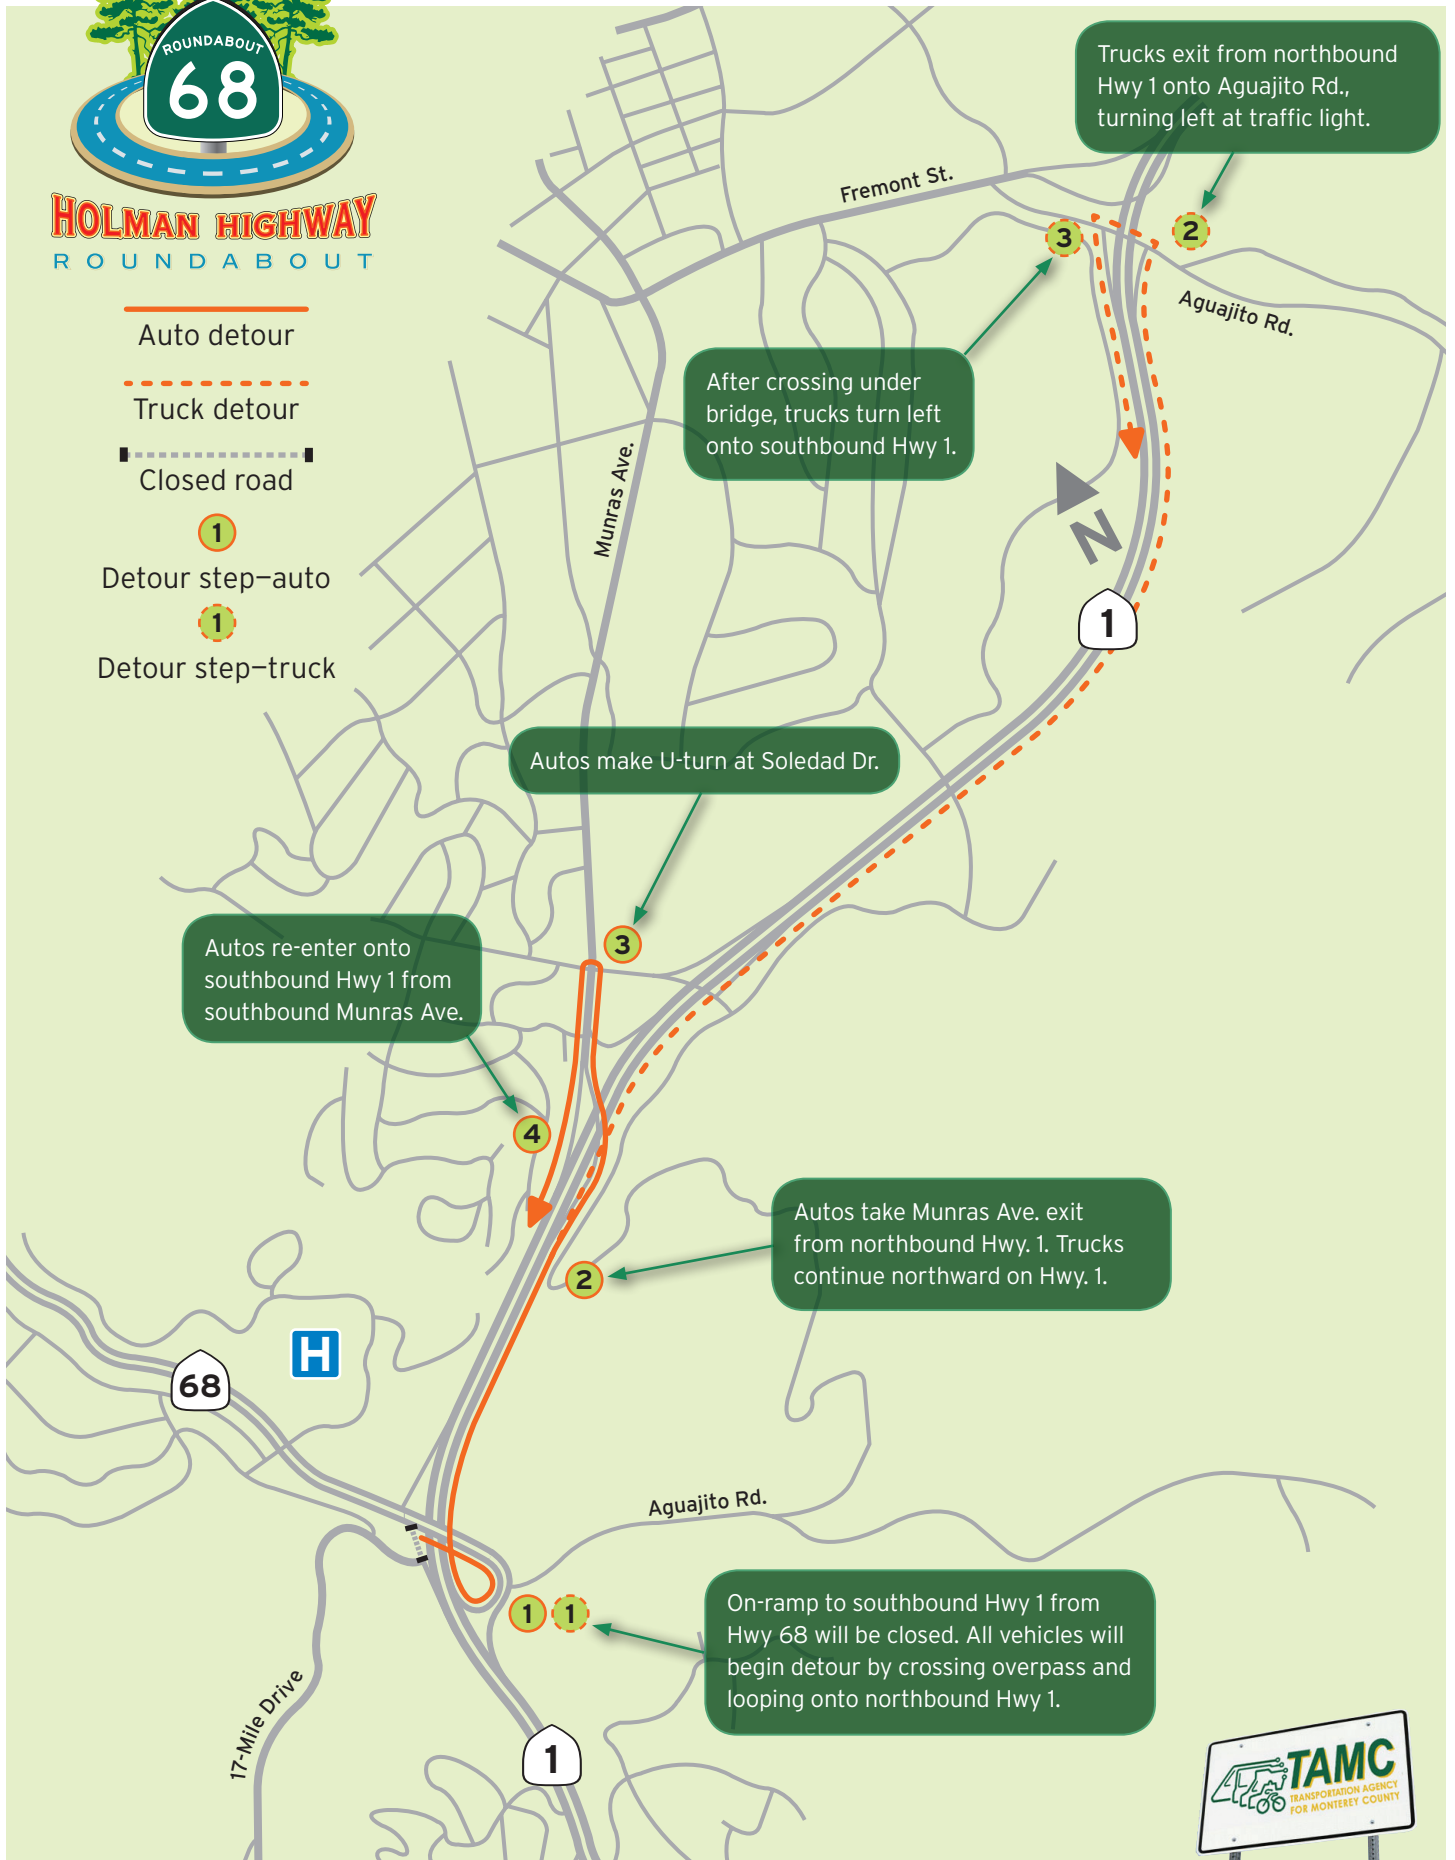 ROUNDABOUT
68
HOLMAN HIGHWAY
ROUNDABOUT
Auto detour
Truck detour
Closed road
1
Detour step–auto
1
Detour step–truck
Trucks exit from northbound
Hwy 1 onto Aguajito Rd.,
turning left at traffic light.
Fremont St.
3
2
Aguajito Rd.
After crossing under
bridge, trucks turn left
onto southbound Hwy 1.
Munras Ave.
N
1
Autos make U-turn at Soledad Dr.
3
Autos re-enter onto
southbound Hwy 1 from
southbound Munras Ave.
4
Autos take Munras Ave. exit
from northbound Hwy. 1. Trucks
continue northward on Hwy. 1.
2
H
68
Aguajito Rd.
1
1
On-ramp to southbound Hwy 1 from
Hwy 68 will be closed. All vehicles will
begin detour by crossing overpass and
looping onto northbound Hwy 1.
17-Mile Drive
1
TAMC
TRANSPORTATION AGENCY
FOR MONTEREY COUNTY